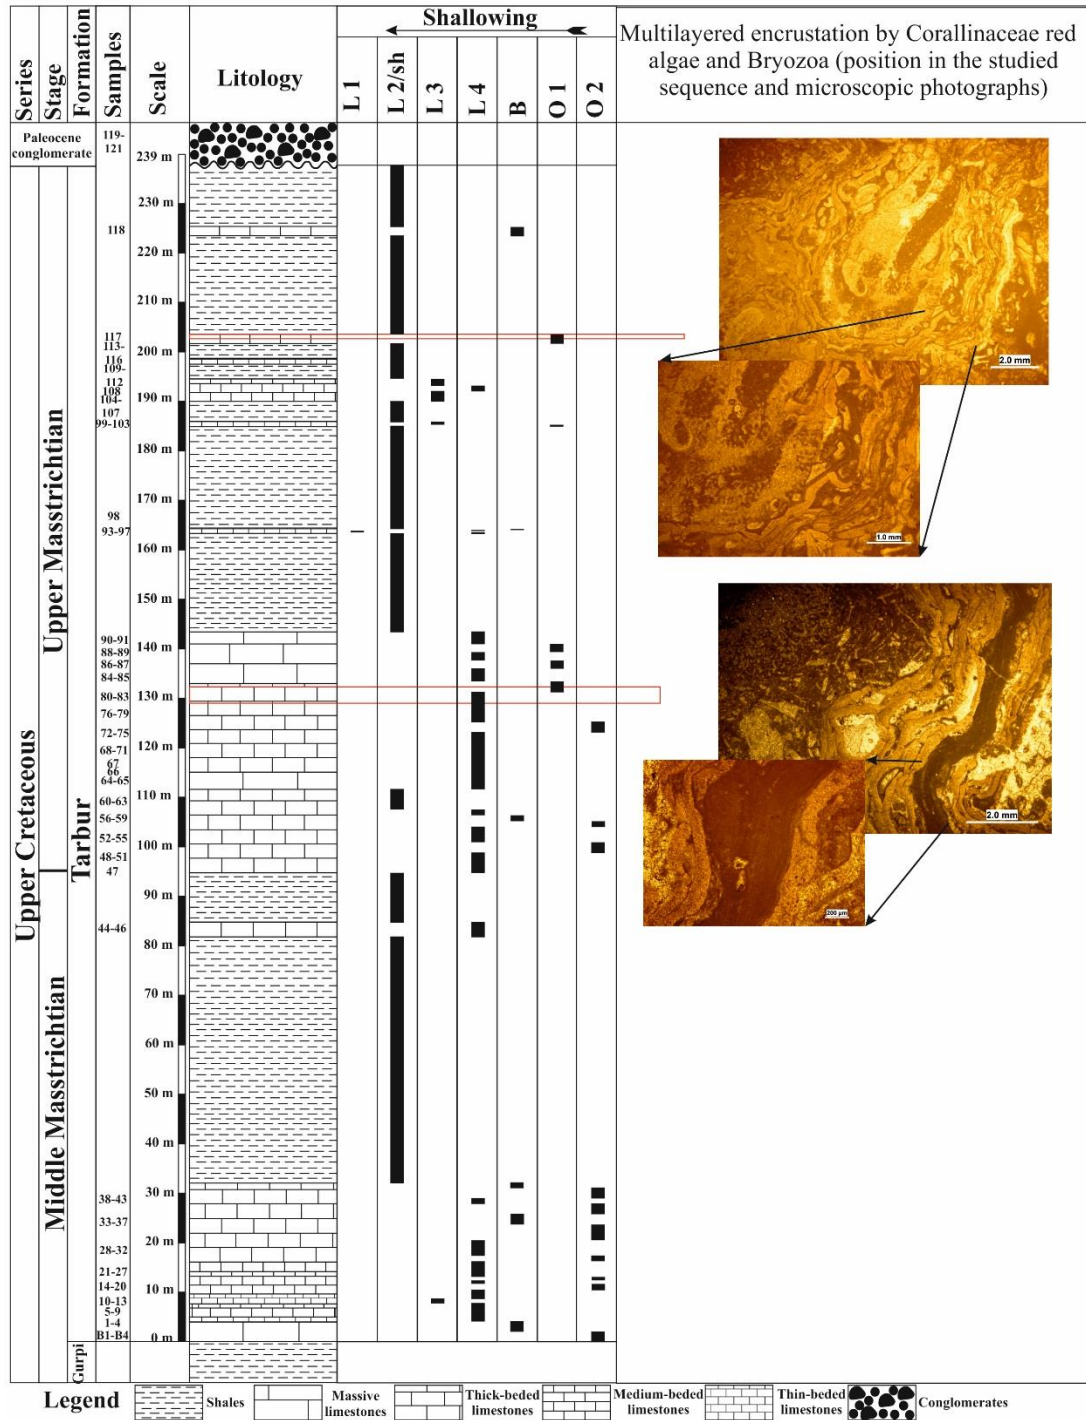 Series
Stage
Formation
Samples
Scale
Litology
Shallowing
L 1
L 2/sh
L 3
L 4
B
O 1
O 2
Multilayered encrustation by Corallinaceae red
algae and Bryozoa (position in the studied
sequence and microscopic photographs)
Paleocene
conglomerate
Upper Cretaceous
Upper Masstrichtian
Middle Masstrichtian
Tarbur
Gurpi
119-
121
118
117
113-
116
109-
112
108
104-
107
99-103
98
93-97
90-91
88-89
86-87
84-85
80-83
76-79
72-75
68-71
67
66
64-65
60-63
56-59
52-55
48-51
47
44-46
38-43
33-37
28-32
21-27
14-20
10-13
5-9
1-4
B1-B4
239 m
230 m
220 m
210 m
200 m
190 m
180 m
170 m
160 m
150 m
140 m
130 m
120 m
110 m
100 m
90 m
80 m
70 m
60 m
50 m
40 m
30 m
20 m
10 m
0 m
2.0 mm
1.0 mm
2.0 mm
200 µm
Legend
Shales
Massive
limestones
Thick-beded
limestones
Medium-beded
limestones
Thin-beded
limestones
Conglomerates